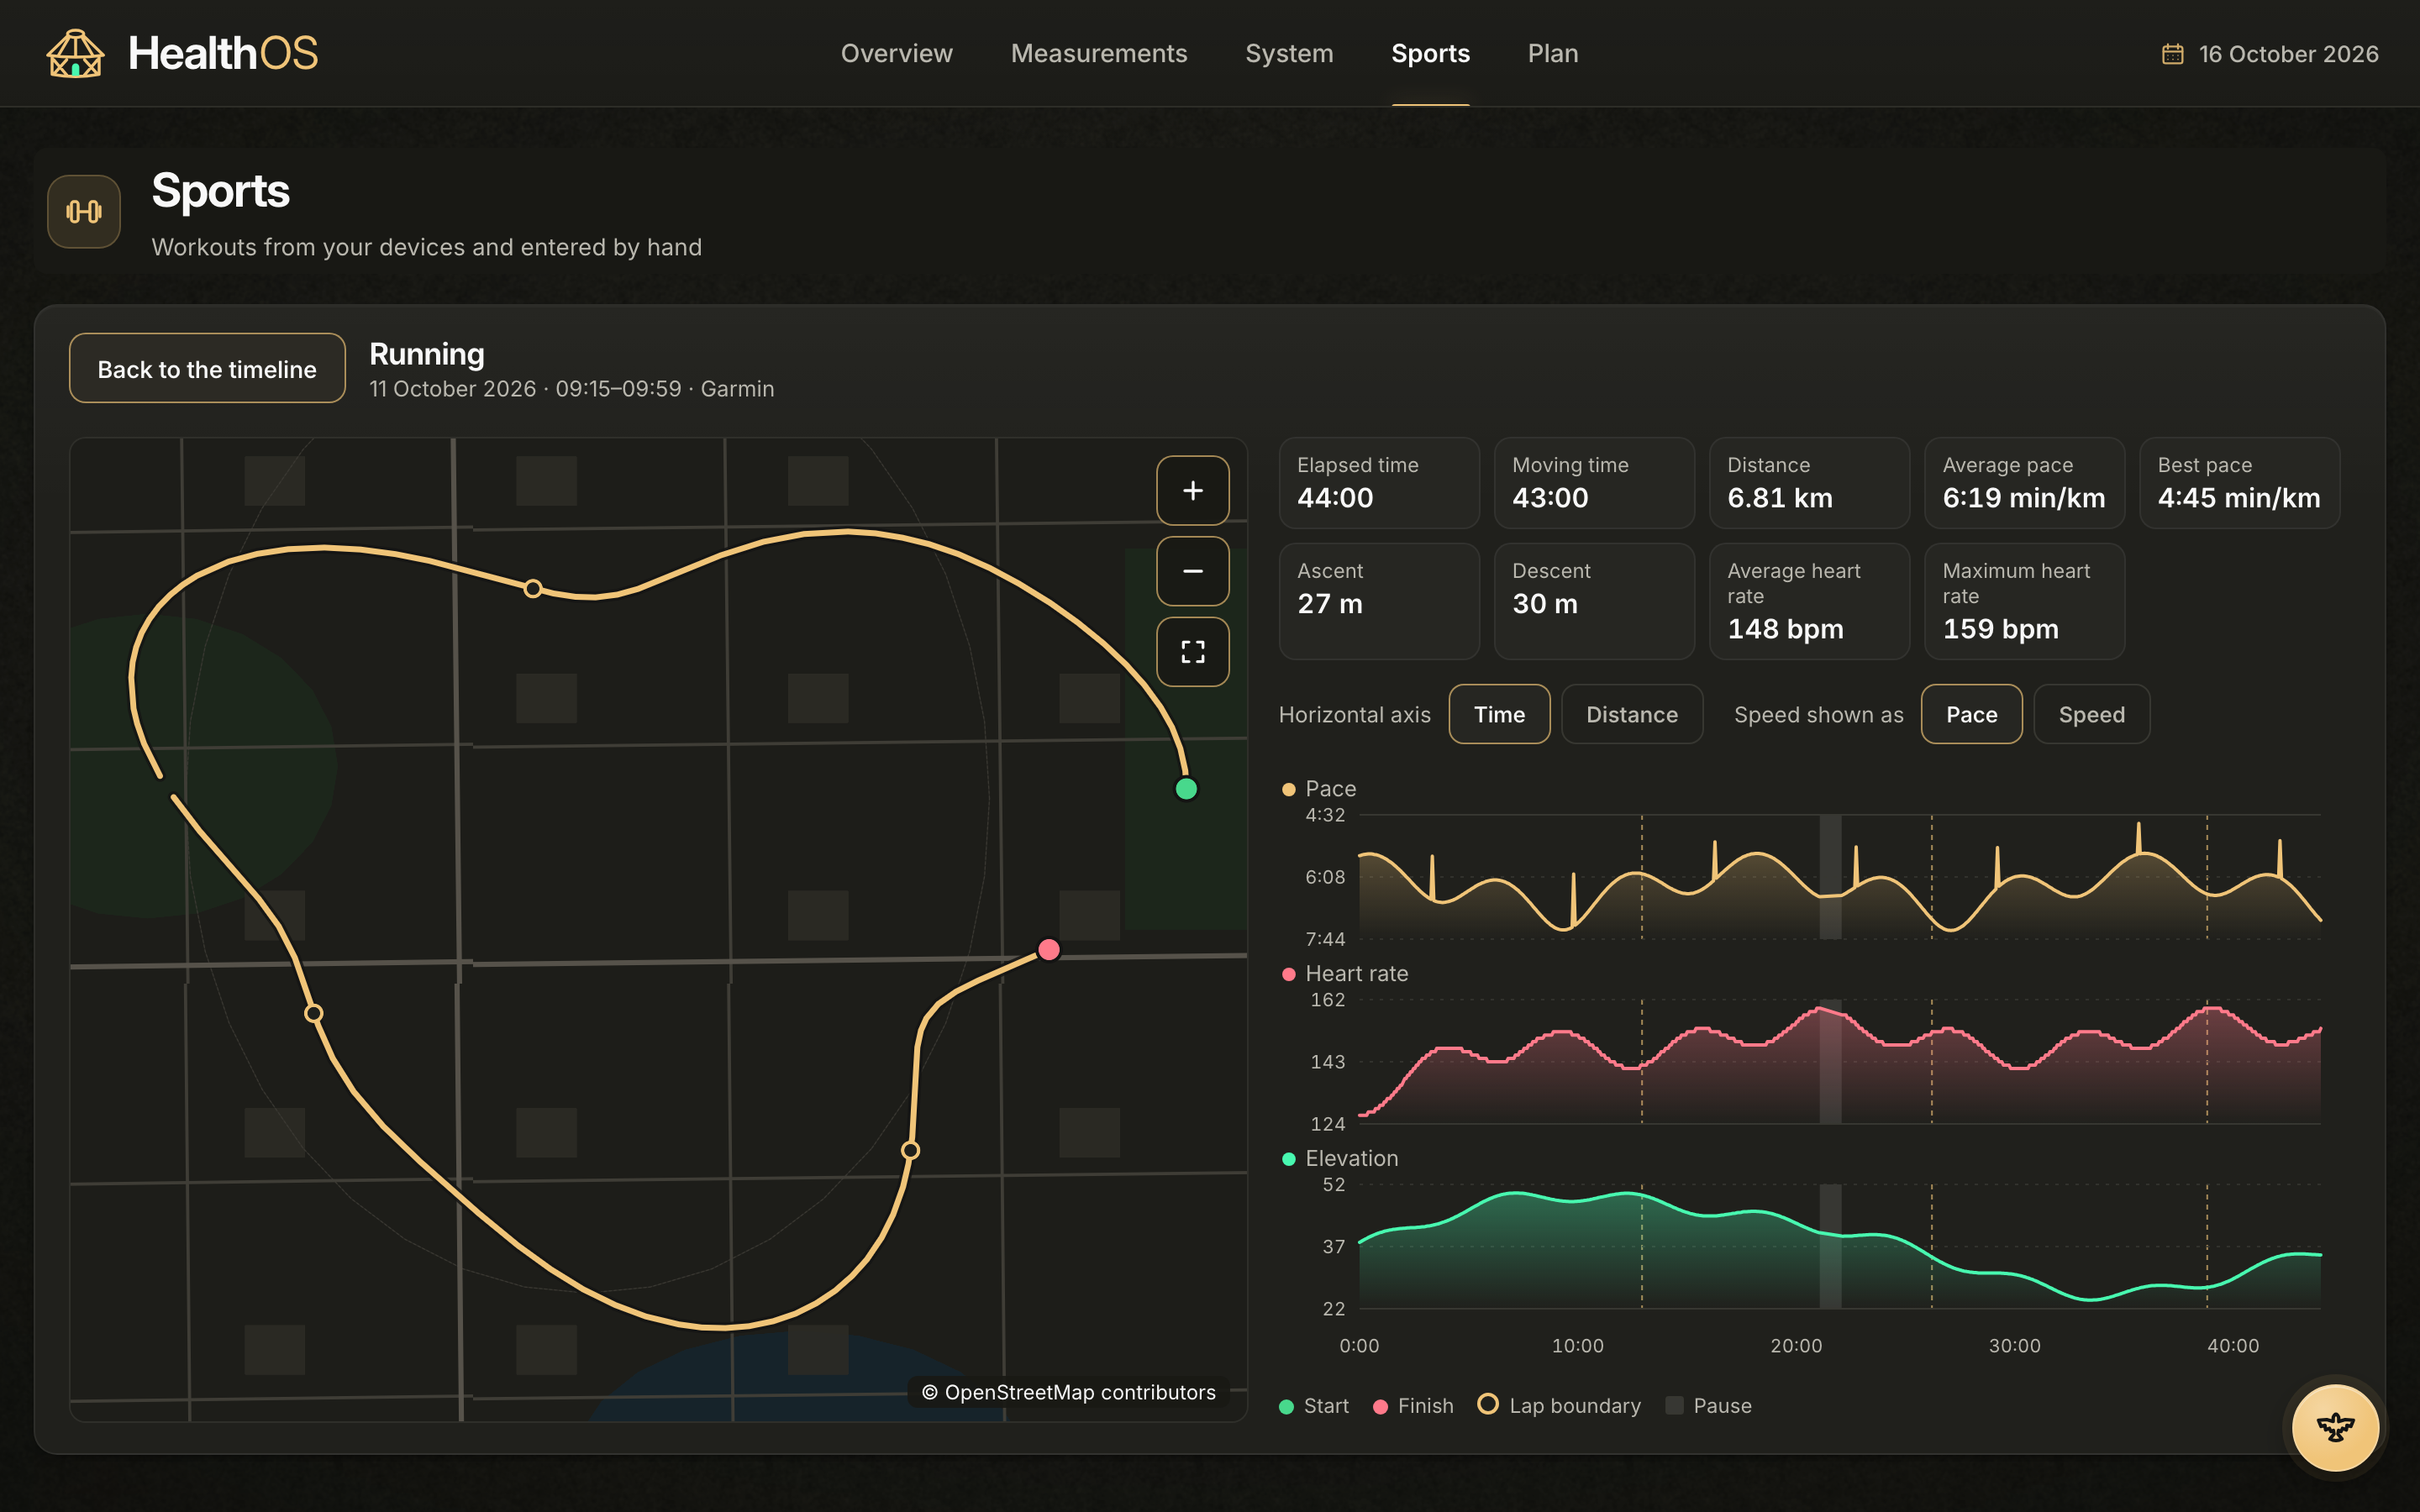 HealthOS
Overview
Measurements
System
Sports
Plan
16 October 2026
Sports
Workouts from your devices and entered by hand
Back to the timeline
Running
11 October 2026 · 09:15–09:59 · Garmin
© OpenStreetMap contributors
Elapsed time
44:00
Moving time
43:00
Distance
6.81 km
Average pace
6:19 min/km
Best pace
4:45 min/km
Ascent
27 m
Descent
30 m
Average heart
rate
148 bpm
Maximum heart
rate
159 bpm
Horizontal axis
Time
Distance
Speed shown as
Pace
Speed
Pace
4:32
6:08
7:44
Heart rate
162
143
124
Elevation
52
37
22
0:00
10:00
20:00
30:00
40:00
Start
Finish
Lap boundary
Pause